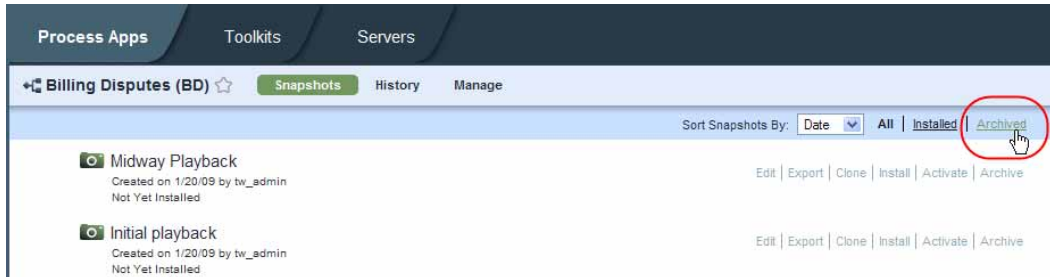 Process Apps Toolkits Servers
Billing Disputes (BD) Snapshots History Manage
Sort Snapshots By: Date All | Installed | Archived
Midway Playback
Created on 1/20/09 by tw_admin
Not Yet Installed
Edit | Export | Clone | Install | Activate | Archive
Initial playback
Created on 1/20/09 by tw_admin
Not Yet Installed
Edit | Export | Clone | Install | Activate | Archive